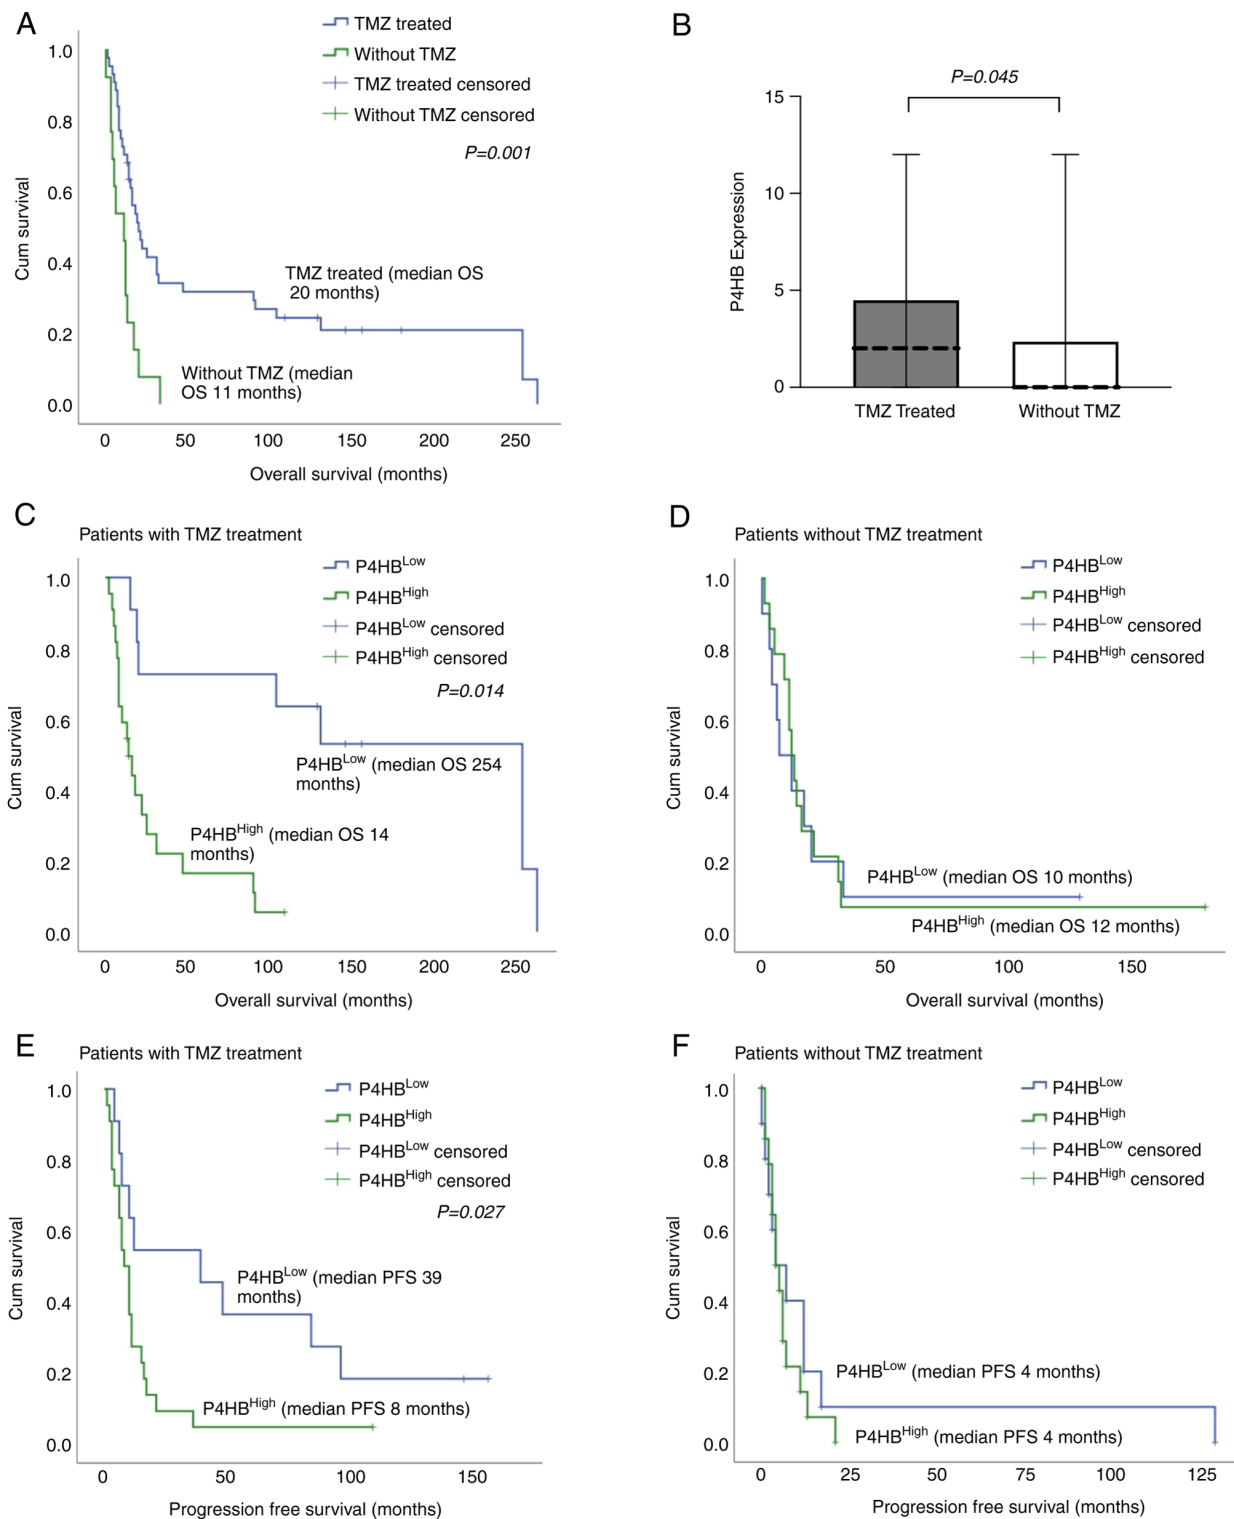 A
TMZ treated
Without TMZ
TMZ treated censored
Without TMZ censored
P=0.001
1.0
0.8
0.6
0.4
0.2
0.0
Cum survival
TMZ treated (median OS
20 months)
Without TMZ (median
OS 11 months)
0 50 100 150 200 250
Overall survival (months)
B
P=0.045
15
10
5
0
P4HB Expression
TMZ Treated Without TMZ
C
Patients with TMZ treatment
P4HBLow
P4HBHigh
P4HBLow censored
P4HBHigh censored
P=0.014
1.0
0.8
0.6
0.4
0.2
0.0
Cum survival
P4HBLow (median OS 254
months)
P4HBHigh (median OS 14
months)
0 50 100 150 200 250
Overall survival (months)
D
Patients without TMZ treatment
P4HBLow
P4HBHigh
P4HBLow censored
P4HBHigh censored
1.0
0.8
0.6
0.4
0.2
0.0
Cum survival
P4HBLow (median OS 10 months)
P4HBHigh (median OS 12 months)
0 50 100 150
Overall survival (months)
E
Patients with TMZ treatment
P4HBLow
P4HBHigh
P4HBLow censored
P4HBHigh censored
P=0.027
1.0
0.8
0.6
0.4
0.2
0.0
Cum survival
P4HBLow (median PFS 39
months)
P4HBHigh (median PFS 8 months)
0 50 100 150
Progression free survival (months)
F
Patients without TMZ treatment
P4HBLow
P4HBHigh
P4HBLow censored
P4HBHigh censored
1.0
0.8
0.6
0.4
0.2
0.0
Cum survival
P4HBLow (median PFS 4 months)
P4HBHigh (median PFS 4 months)
0 25 50 75 100 125
Progression free survival (months)